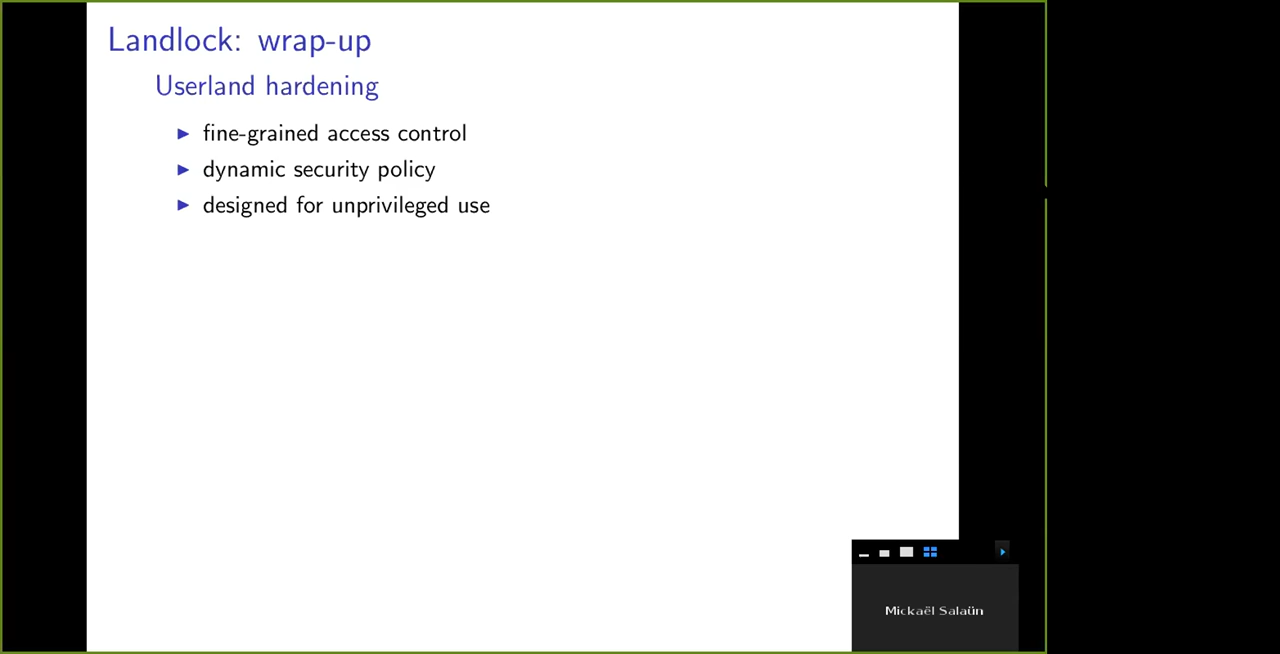 Landlock: wrap-up
Userland hardening
fine-grained access control
dynamic security policy
designed for unprivileged use
Mickaël Salaün